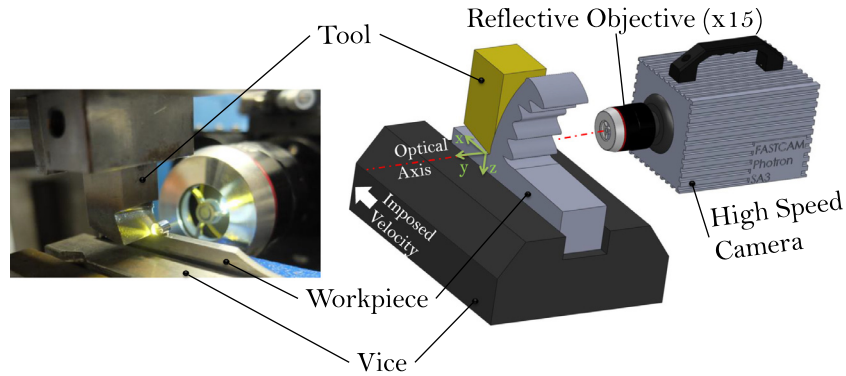 Reflective Objective (x15)
Tool
Optical
Axis
x
y
z
FASTCAM
Photron
SA3
Imposed
Velocity
High Speed
Camera
Workpiece
Vice